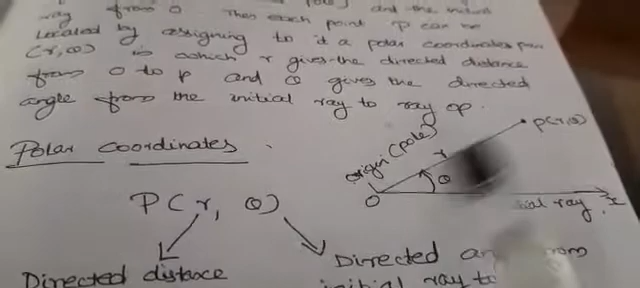 way from O Then each point P can be
located by assigning to it a polar coordinates pair
(r, θ) in which r gives the directed distance
from O to P and θ gives the directed
angle from the initial ray to ray OP.
Polar Coordinates.
origin (pole)
r
P(r, θ)
θ
O
ray, x
P(r, θ)
Directed distance
Directed
initial ray to